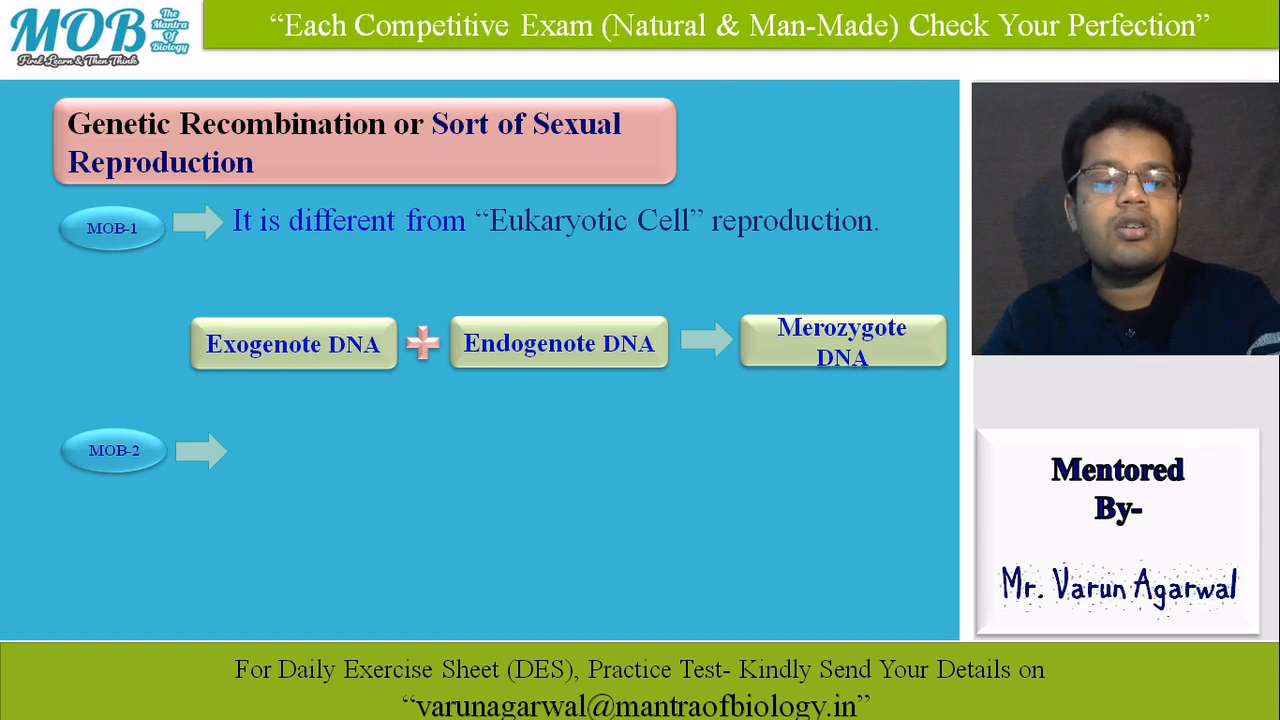 MOB The Mantra Of Biology
First Learn & Then Think
“Each Competitive Exam (Natural & Man-Made) Check Your Perfection”
Genetic Recombination or Sort of Sexual
Reproduction
MOB-1 It is different from “Eukaryotic Cell” reproduction.
Exogenote DNA + Endogenote DNA Merozygote
DNA
MOB-2
Mentored
By-
Mr. Varun Agarwal
For Daily Exercise Sheet (DES), Practice Test- Kindly Send Your Details on
“varunagarwal@mantraofbiology.in”